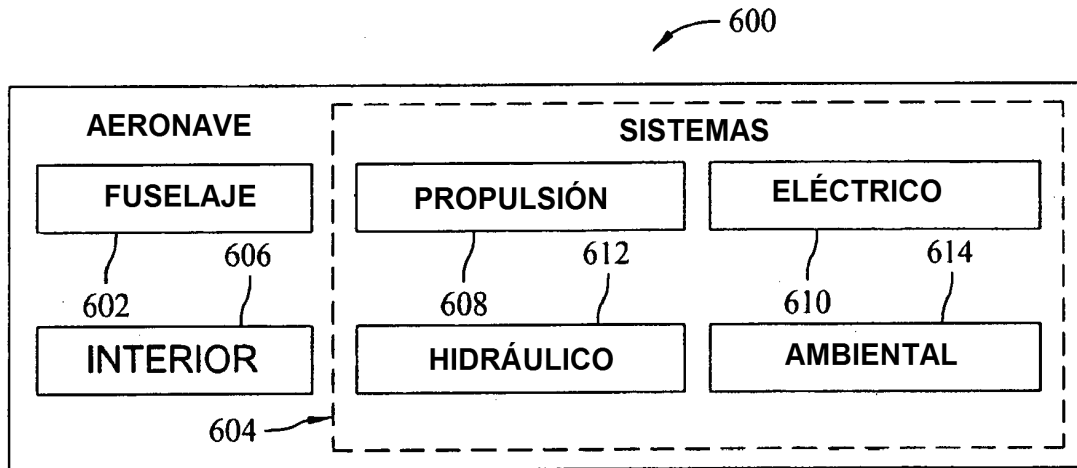 600
AERONAVE
SISTEMAS
FUSELAJE
PROPULSIÓN
ELÉCTRICO
606
612
614
602
608
610
INTERIOR
HIDRÁULICO
AMBIENTAL
604